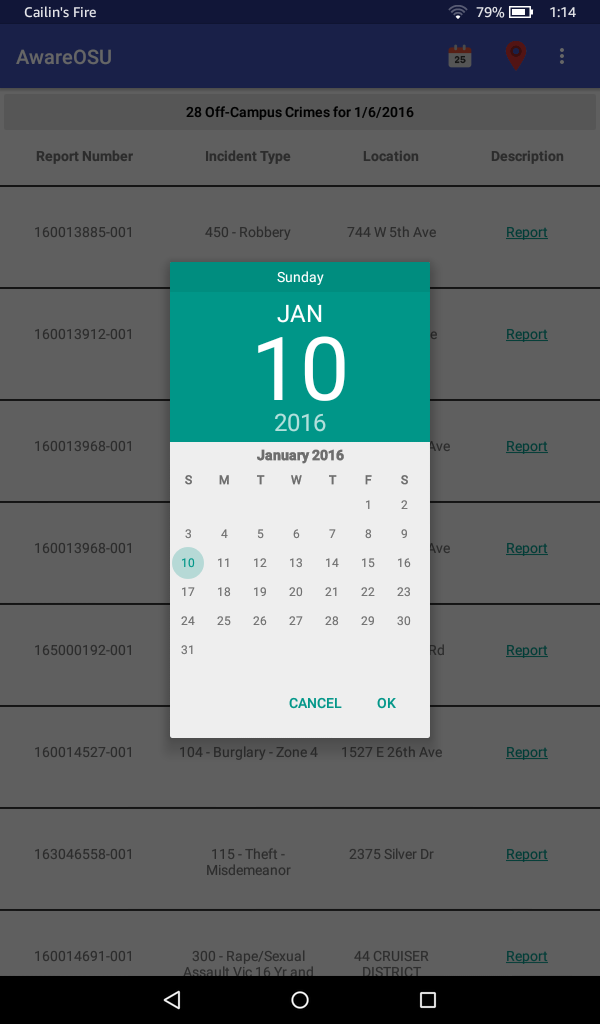 Cailin's Fire 79% 1:14
AwareOSU 25
28 Off-Campus Crimes for 1/6/2016
Report Number Incident Type Location Description
160013885-001 450 - Robbery 744 W 5th Ave Report
160013912-001 Report
160013968-001 Ave Report
160013968-001 Ave Report
165000192-001 Rd Report
160014527-001 104 - Burglary - Zone 4 1527 E 26th Ave Report
163046558-001 115 - Theft - 2375 Silver Dr Report
Misdemeanor
160014691-001 300 - Rape/Sexual 44 CRUISER Report
Assault Vic 16 Yr and DISTRICT
Sunday
JAN
10
2016
January 2016
S M T W T F S
1 2
3 4 5 6 7 8 9
10 11 12 13 14 15 16
17 18 19 20 21 22 23
24 25 26 27 28 29 30
31
CANCEL OK